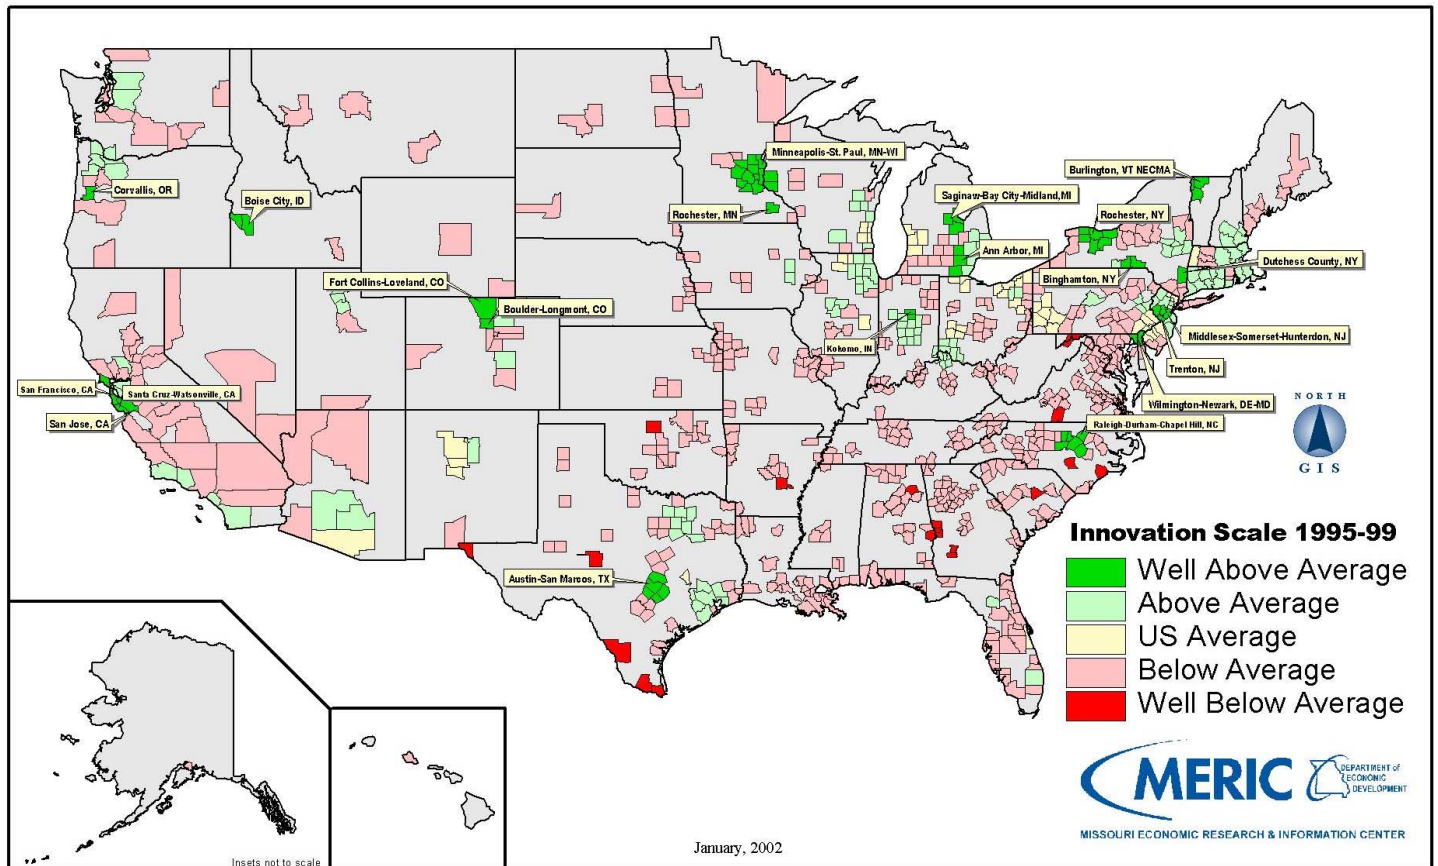 Minneapolis-St. Paul, MN-WI
Burlington, VT NECMA
Corvallis, OR
Boise City, ID
Saginaw-Bay City-Midland,MI
Rochester, MN
Rochester, NY
Ann Arbor, MI
Dutchess County, NY
Binghamton, NY
Fort Collins-Loveland, CO
Boulder-Longmont, CO
Middlesex-Somerset-Hunterdon, NJ
Kokomo, IN
Trenton, NJ
San Francisco, CA
Santa Cruz-Watsonville, CA
San Jose, CA
Wilmington-Newark, DE-MD
Raleigh-Durham-Chapel Hill, NC
NORTH
GIS
Austin-San Marcos, TX
Innovation Scale 1995-99
Well Above Average
Above Average
US Average
Below Average
Well Below Average
MERIC
DEPARTMENT of
ECONOMIC
DEVELOPMENT
MISSOURI ECONOMIC RESEARCH & INFORMATION CENTER
January, 2002
Insets not to scale